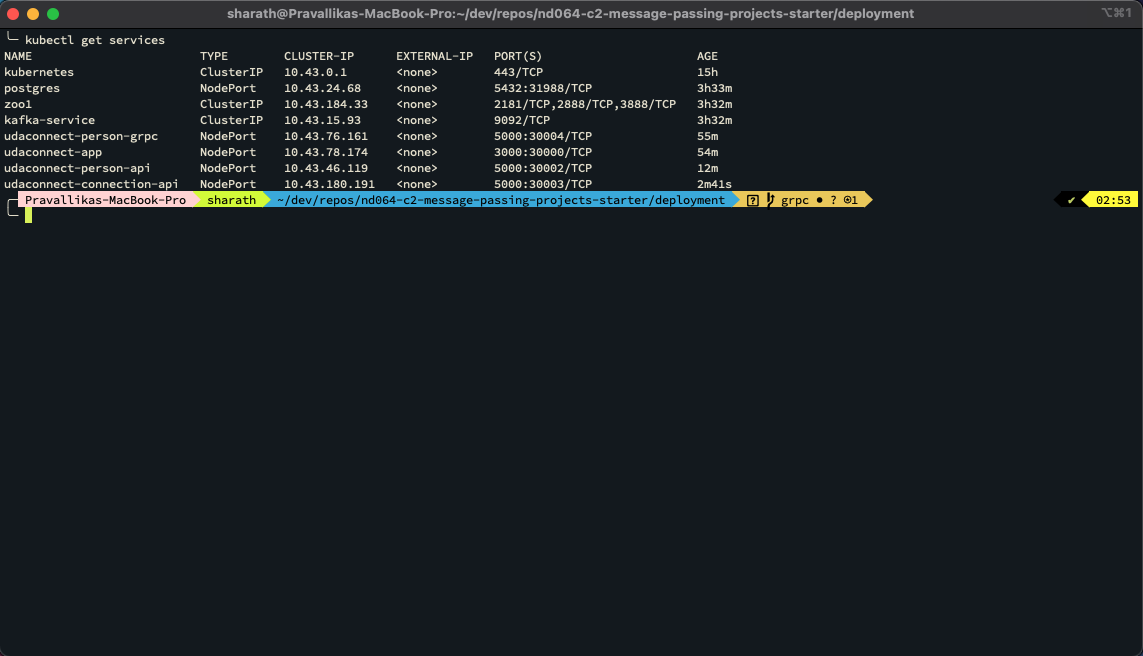 sharath@Pravallikas-MacBook-Pro:~/dev/repos/nd064-c2-message-passing-projects-starter/deployment ⌥⌘1
kubectl get services
NAME TYPE CLUSTER-IP EXTERNAL-IP PORT(S) AGE
kubernetes ClusterIP 10.43.0.1 <none> 443/TCP 15h
postgres NodePort 10.43.24.68 <none> 5432:31988/TCP 3h33m
zoo1 ClusterIP 10.43.184.33 <none> 2181/TCP,2888/TCP,3888/TCP 3h32m
kafka-service ClusterIP 10.43.15.93 <none> 9092/TCP 3h32m
udaconnect-person-grpc NodePort 10.43.76.161 <none> 5000:30004/TCP 55m
udaconnect-app NodePort 10.43.78.174 <none> 3000:30000/TCP 54m
udaconnect-person-api NodePort 10.43.46.119 <none> 5000:30002/TCP 12m
udaconnect-connection-api NodePort 10.43.180.191 <none> 5000:30003/TCP 2m41s
Pravallikas-MacBook-Pro sharath ~/dev/repos/nd064-c2-message-passing-projects-starter/deployment grpc ● ? ⊙1 ✔ 02:53